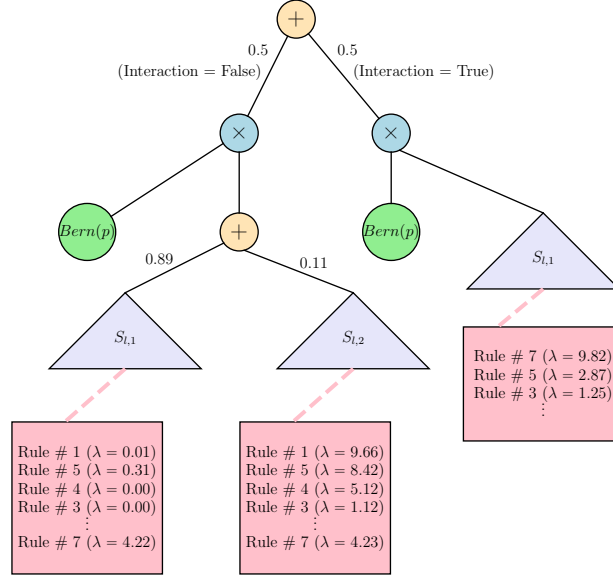 +
0.5
0.5
(Interaction = False)
(Interaction = True)
×
×
Bern(p)
+
Bern(p)
S_{l,1}
0.89
0.11
S_{l,1}
S_{l,2}
Rule # 7 (λ = 9.82)
Rule # 5 (λ = 2.87)
Rule # 3 (λ = 1.25)
⋮
Rule # 1 (λ = 0.01)
Rule # 5 (λ = 0.31)
Rule # 4 (λ = 0.00)
Rule # 3 (λ = 0.00)
⋮
Rule # 7 (λ = 4.22)
Rule # 1 (λ = 9.66)
Rule # 5 (λ = 8.42)
Rule # 4 (λ = 5.12)
Rule # 3 (λ = 1.12)
⋮
Rule # 7 (λ = 4.23)